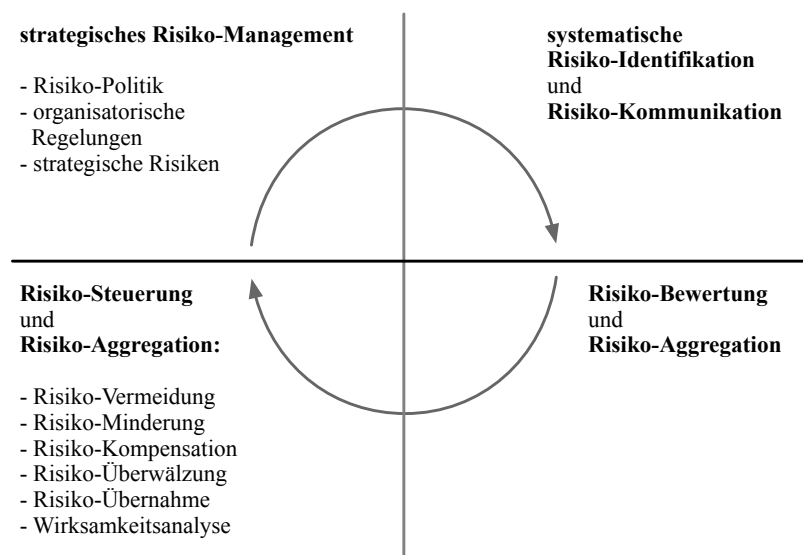 strategisches Risiko-Management
- Risiko-Politik
- organisatorische
Regelungen
- strategische Risiken
systematische
Risiko-Identifikation
und
Risiko-Kommunikation
Risiko-Steuerung
und
Risiko-Aggregation:
- Risiko-Vermeidung
- Risiko-Minderung
- Risiko-Kompensation
- Risiko-Überwälzung
- Risiko-Übernahme
- Wirksamkeitsanalyse
Risiko-Bewertung
und
Risiko-Aggregation